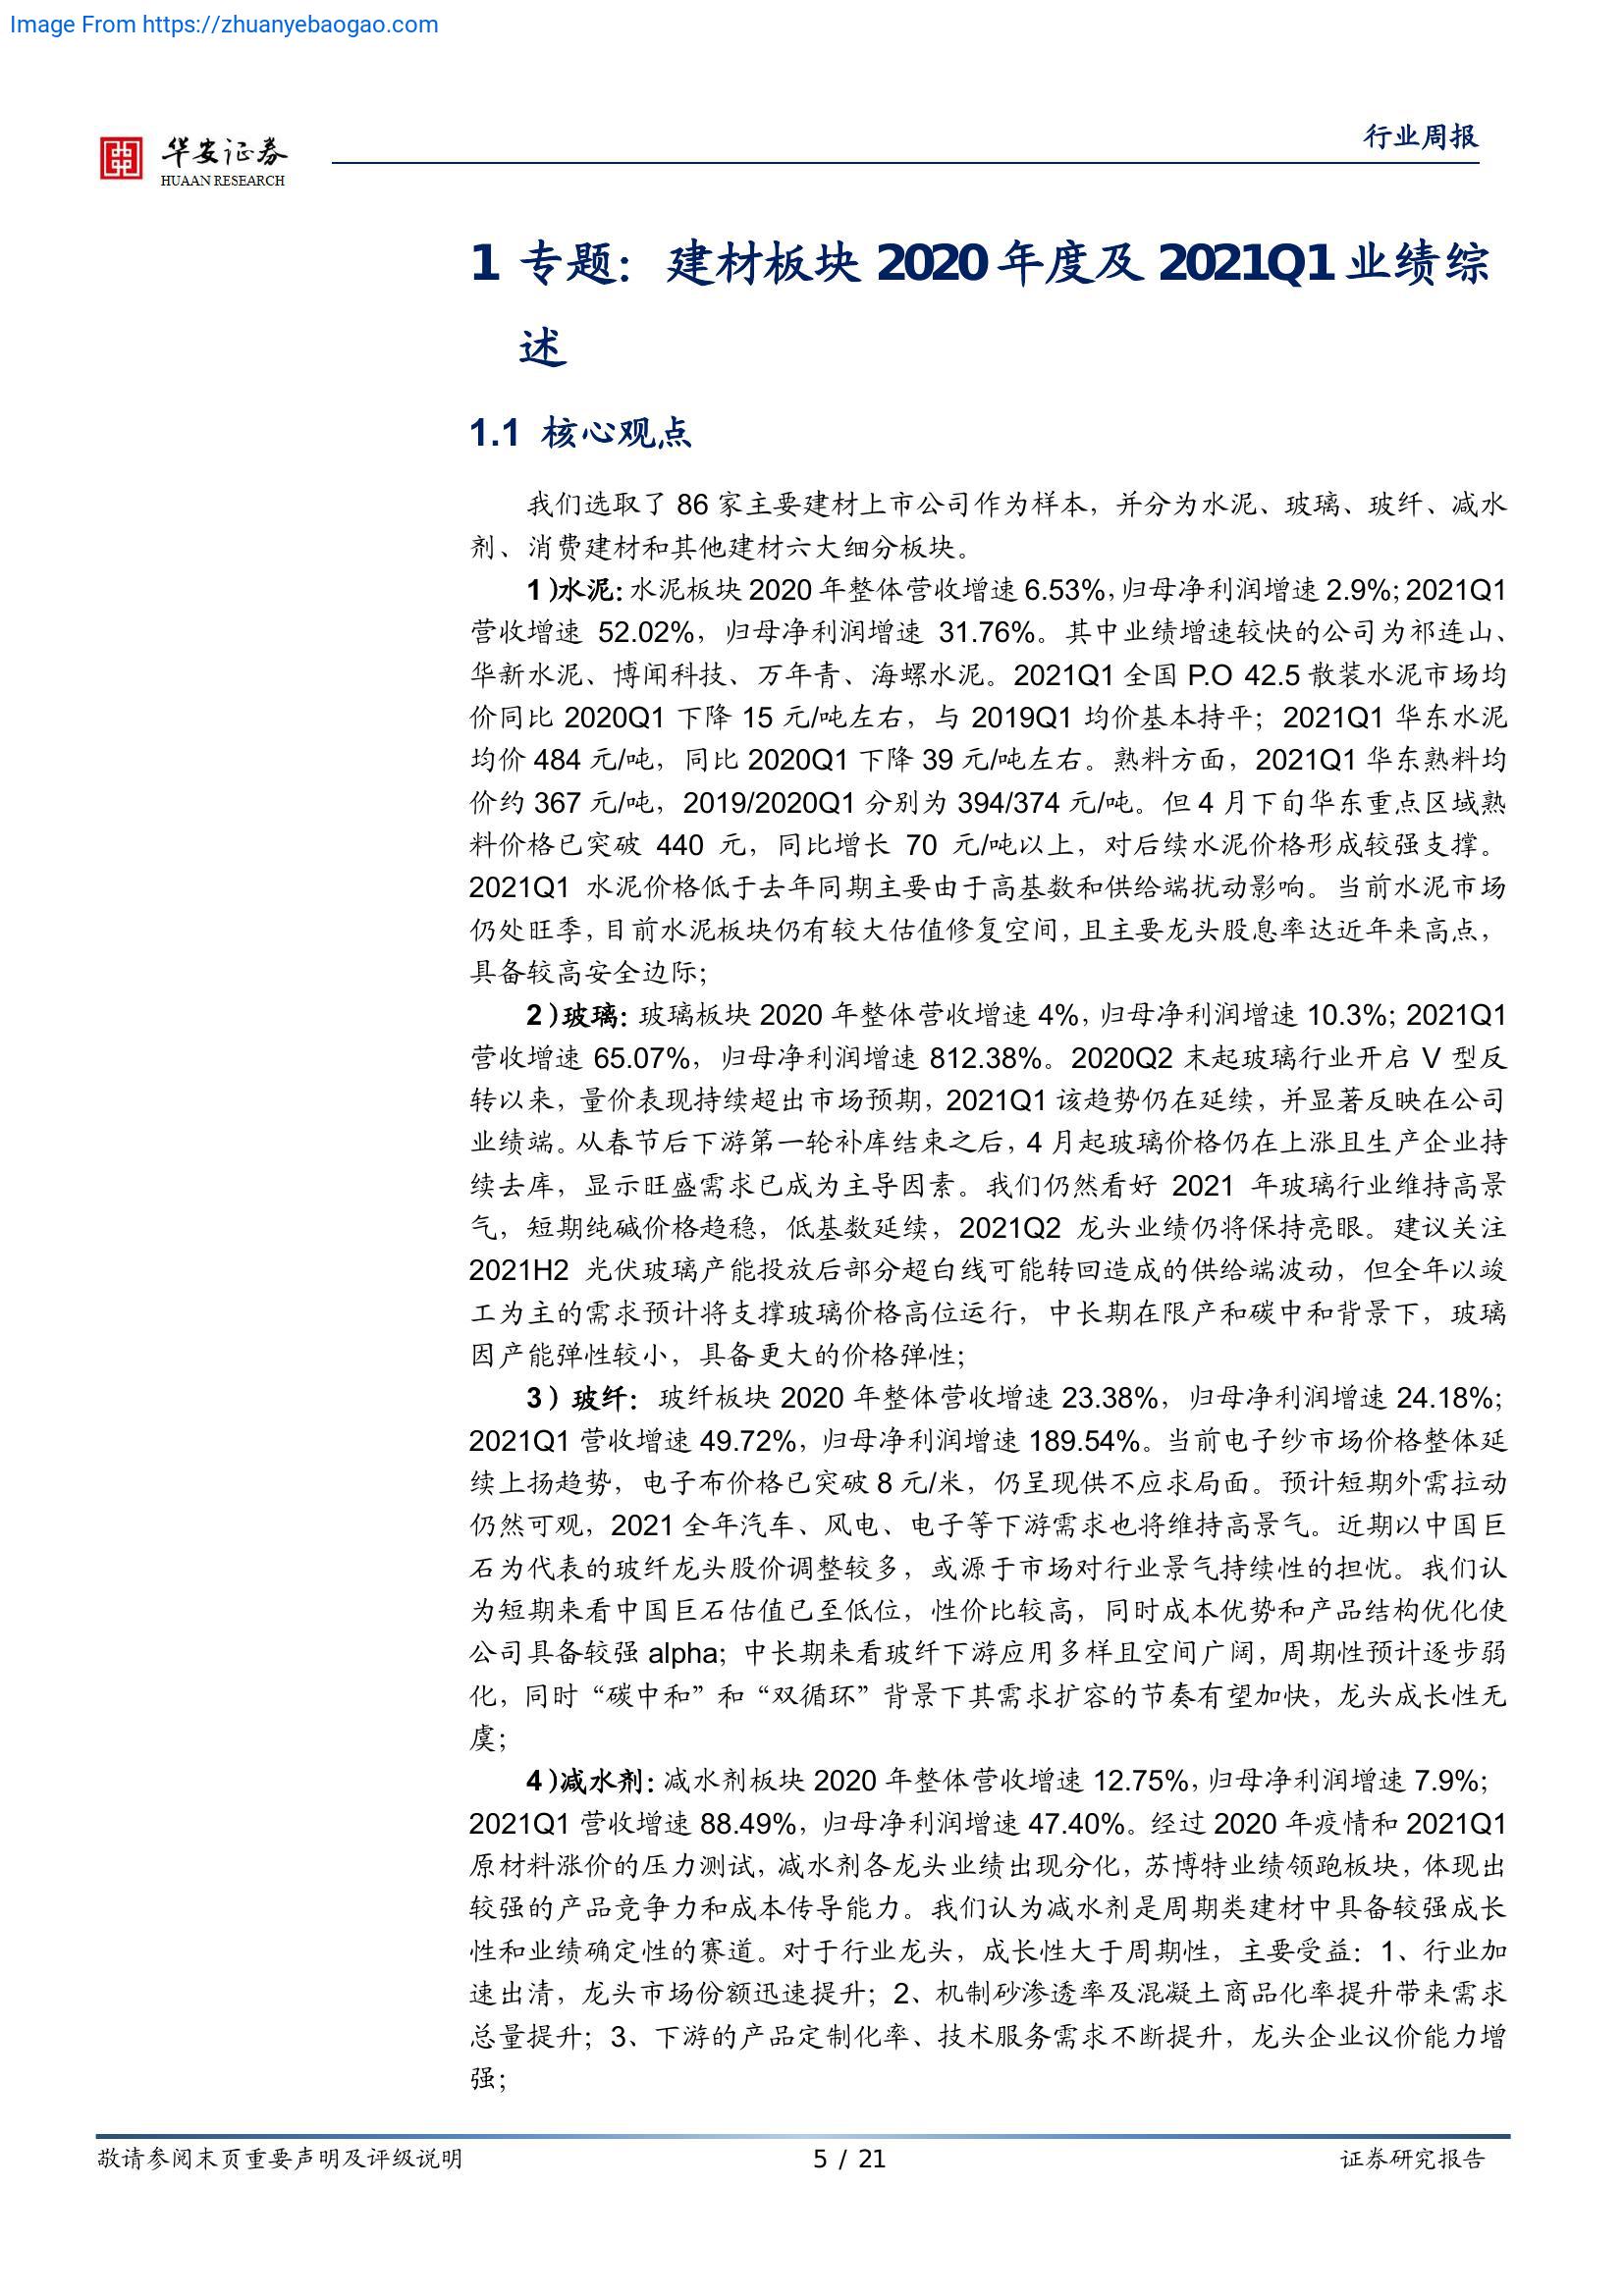 Image From https://zhuanyebaogao.com
华安证券
HUAAN RESEARCH
行业周报
1 专题：建材板块 2020 年度及 2021Q1 业绩综
述
1.1 核心观点
我们选取了 86 家主要建材上市公司作为样本，并分为水泥、玻璃、玻纤、减水
剂、消费建材和其他建材六大细分板块。
1）水泥：水泥板块 2020 年整体营收增速 6.53%，归母净利润增速 2.9%；2021Q1
营收增速 52.02%，归母净利润增速 31.76%。其中业绩增速较快的公司为祁连山、
华新水泥、博闻科技、万年青、海螺水泥。2021Q1 全国 P.O 42.5 散装水泥市场均
价同比 2020Q1 下降 15 元/吨左右，与 2019Q1 均价基本持平；2021Q1 华东水泥
均价 484 元/吨，同比 2020Q1 下降 39 元/吨左右。熟料方面，2021Q1 华东熟料均
价约 367 元/吨，2019/2020Q1 分别为 394/374 元/吨。但 4 月下旬华东重点区域熟
料价格已突破 440 元，同比增长 70 元/吨以上，对后续水泥价格形成较强支撑。
2021Q1 水泥价格低于去年同期主要由于高基数和供给端扰动影响。当前水泥市场
仍处旺季，目前水泥板块仍有较大估值修复空间，且主要龙头股息率达近年来高点，
具备较高安全边际；
2）玻璃：玻璃板块 2020 年整体营收增速 4%，归母净利润增速 10.3%；2021Q1
营收增速 65.07%，归母净利润增速 812.38%。2020Q2 末起玻璃行业开启 V 型反
转以来，量价表现持续超出市场预期，2021Q1 该趋势仍在延续，并显著反映在公司
业绩端。从春节后下游第一轮补库结束之后，4 月起玻璃价格仍在上涨且生产企业持
续去库，显示旺盛需求已成为主导因素。我们仍然看好 2021 年玻璃行业维持高景
气，短期纯碱价格趋稳，低基数延续，2021Q2 龙头业绩仍将保持亮眼。建议关注
2021H2 光伏玻璃产能投放后部分超白线可能转回造成的供给端波动，但全年以竣
工为主的需求预计将支撑玻璃价格高位运行，中长期在限产和碳中和背景下，玻璃
因产能弹性较小，具备更大的价格弹性；
3）玻纤：玻纤板块 2020 年整体营收增速 23.38%，归母净利润增速 24.18%；
2021Q1 营收增速 49.72%，归母净利润增速 189.54%。当前电子纱市场价格整体延
续上扬趋势，电子布价格已突破 8 元/米，仍呈现供不应求局面。预计短期外需拉动
仍然可观，2021 全年汽车、风电、电子等下游需求也将维持高景气。近期以中国巨
石为代表的玻纤龙头股价调整较多，或源于市场对行业景气持续性的担忧。我们认
为短期来看中国巨石估值已至低位，性价比较高，同时成本优势和产品结构优化使
公司具备较强 alpha；中长期来看玻纤下游应用多样且空间广阔，周期性预计逐步弱
化，同时“碳中和”和“双循环”背景下其需求扩容的节奏有望加快，龙头成长性无
虞；
4）减水剂：减水剂板块 2020 年整体营收增速 12.75%，归母净利润增速 7.9%；
2021Q1 营收增速 88.49%，归母净利润增速 47.40%。经过 2020 年疫情和 2021Q1
原材料涨价的压力测试，减水剂各龙头业绩出现分化，苏博特业绩领跑板块，体现出
较强的产品竞争力和成本传导能力。我们认为减水剂是周期类建材中具备较强成长
性和业绩确定性的赛道。对于行业龙头，成长性大于周期性，主要受益：1、行业加
速出清，龙头市场份额迅速提升；2、机制砂渗透率及混凝土商品化率提升带来需求
总量提升；3、下游的产品定制化率、技术服务需求不断提升，龙头企业议价能力增
强；
敬请参阅末页重要声明及评级说明
5 / 21
证券研究报告